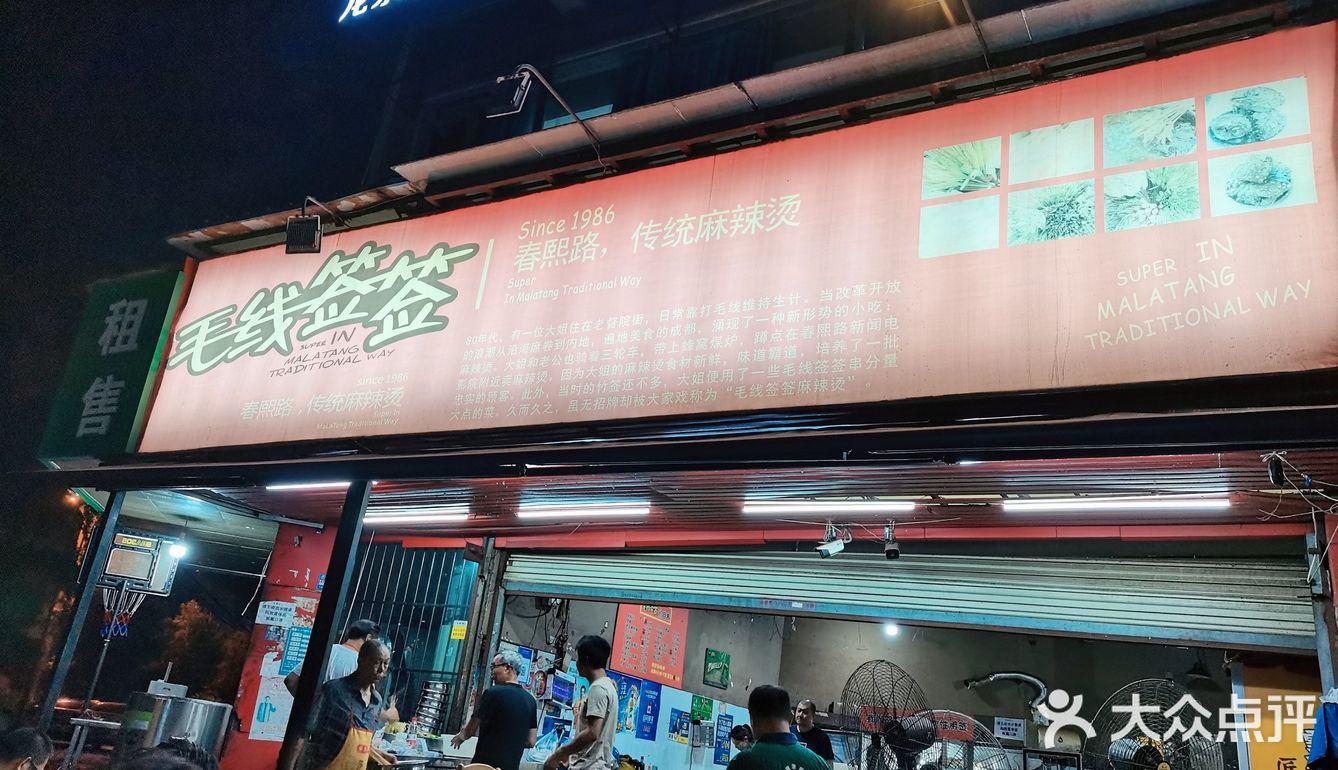 租
售
毛线签签
SUPER IN
MALATANG
TRADITIONAL WAY
since 1986
春熙路，传统麻辣烫
Super In
MalaTang Traditional Way
Since 1986
春熙路，传统麻辣烫
Super
In Malatang Traditional Way
80年代，有一位大姐住在老督院街，日常靠打毛线维持生计。当改革开放
的浪潮从沿海席卷到内地，遍地美食的成都，涌现了一种新形势的小吃：
麻辣烫。大姐和老公也骑着三轮车，带上蜂窝煤炉，蹲点在春熙路新闻电
影院附近卖麻辣烫，因为大姐的麻辣烫食材新鲜，味道霸道，培养了一批
忠实的顾客。此外，当时的竹签还不多，大姐便用了一些毛线签签串分量
大点的菜。久而久之，虽无招牌却被大家戏称为“毛线签签麻辣烫”。
SUPER IN
MALATANG
TRADITIONAL WAY
大众点评